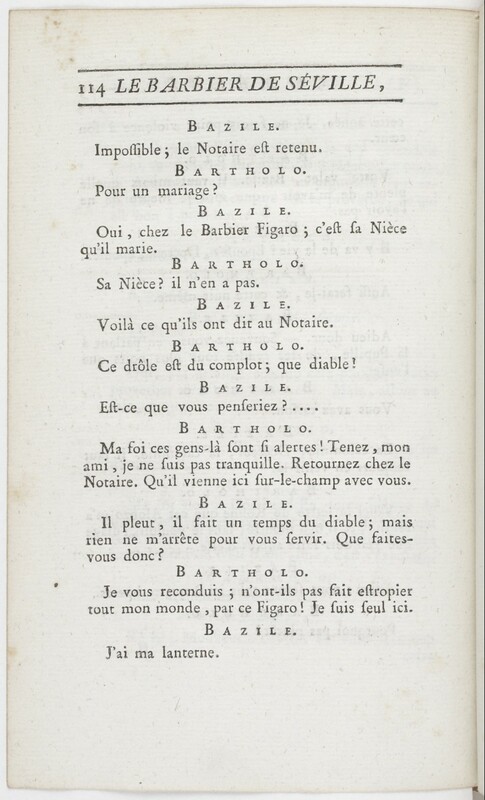 114 LE BARBIER DE SÉVILLE,
BAZILE.
Impoſſible; le Notaire eſt retenu.
BARTHOLO.
Pour un mariage?
BAZILE.
Oui, chez le Barbier Figaro; c'eſt ſa Nièce
qu'il marie.
BARTHOLO.
Sa Nièce? il n'en a pas.
BAZILE.
Voilà ce qu'ils ont dit au Notaire.
BARTHOLO.
Ce drôle eſt du complot; que diable!
BAZILE.
Eſt-ce que vous penſeriez?....
BARTHOLO.
Ma foi ces gens-là ſont ſi alertes! Tenez, mon
ami, je ne ſuis pas tranquille. Retournez chez le
Notaire. Qu'il vienne ici ſur-le-champ avec vous.
BAZILE.
Il pleut, il fait un temps du diable; mais
rien ne m'arrête pour vous ſervir. Que faites-
vous donc?
BARTHOLO.
Je vous reconduis; n'ont-ils pas fait eſtropier
tout mon monde, par ce Figaro! Je ſuis ſeul ici.
BAZILE.
J'ai ma lanterne.